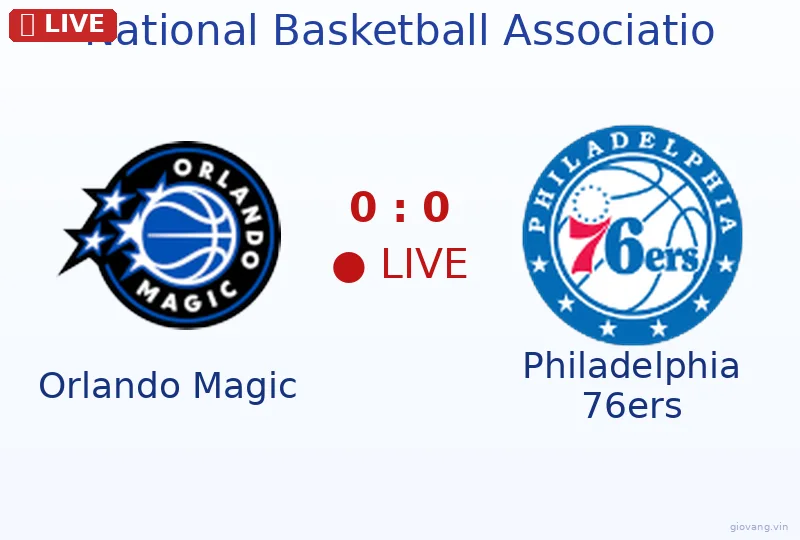 LIVE
National Basketball Associatio
ORLANDO
MAGIC
0 : 0
● LIVE
PHILADELPHIA
76ers
Orlando Magic
Philadelphia
76ers
giovang.vin